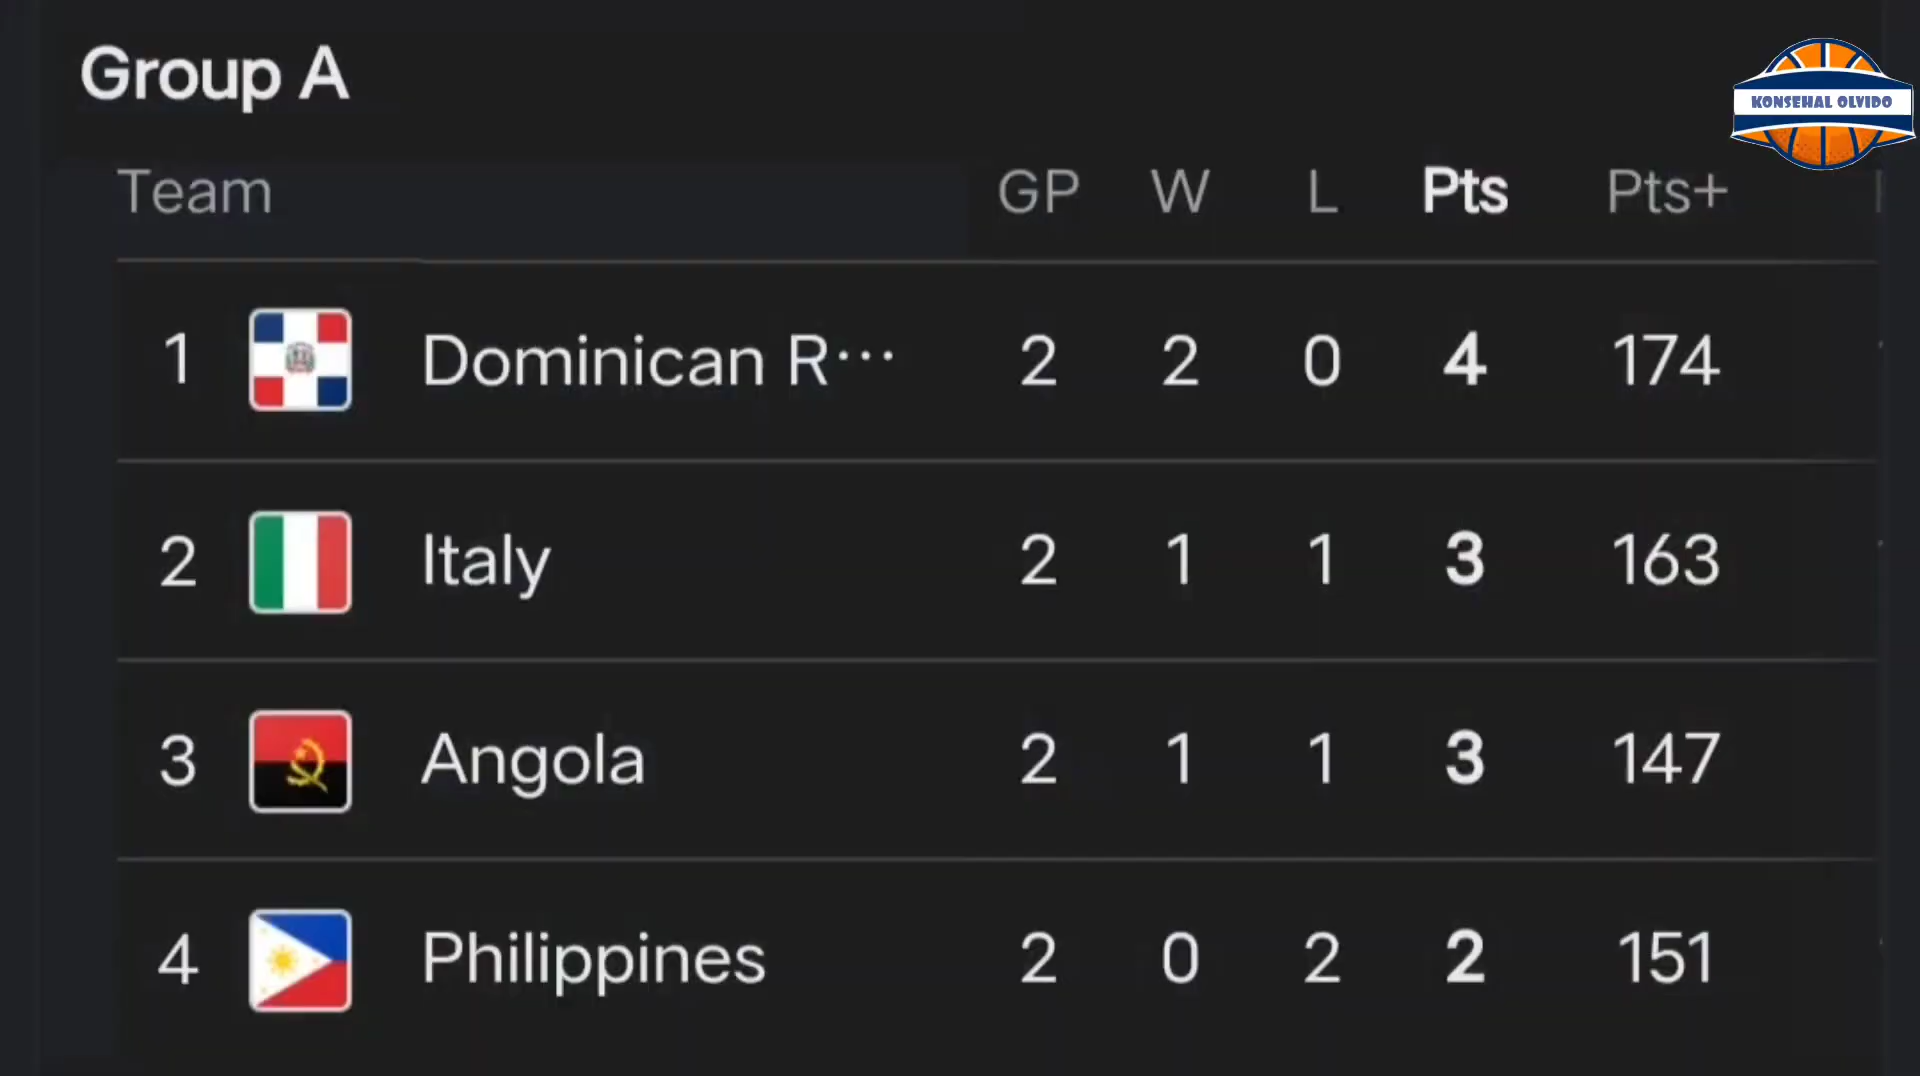 Group A
KONSEHAL OLVIDO
Team GP W L Pts Pts+
1 Dominican R··· 2 2 0 4 174
2 Italy 2 1 1 3 163
3 Angola 2 1 1 3 147
4 Philippines 2 0 2 2 151